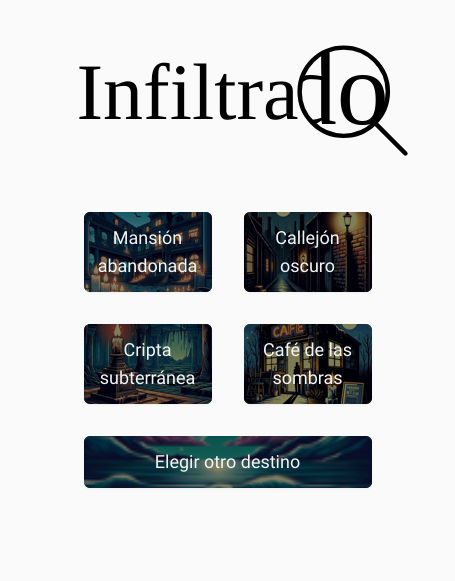 Infiltrado
Mansión
abandonada
Callejón
oscuro
Cripta
subterránea
CAFE
Café de las
sombras
Elegir otro destino